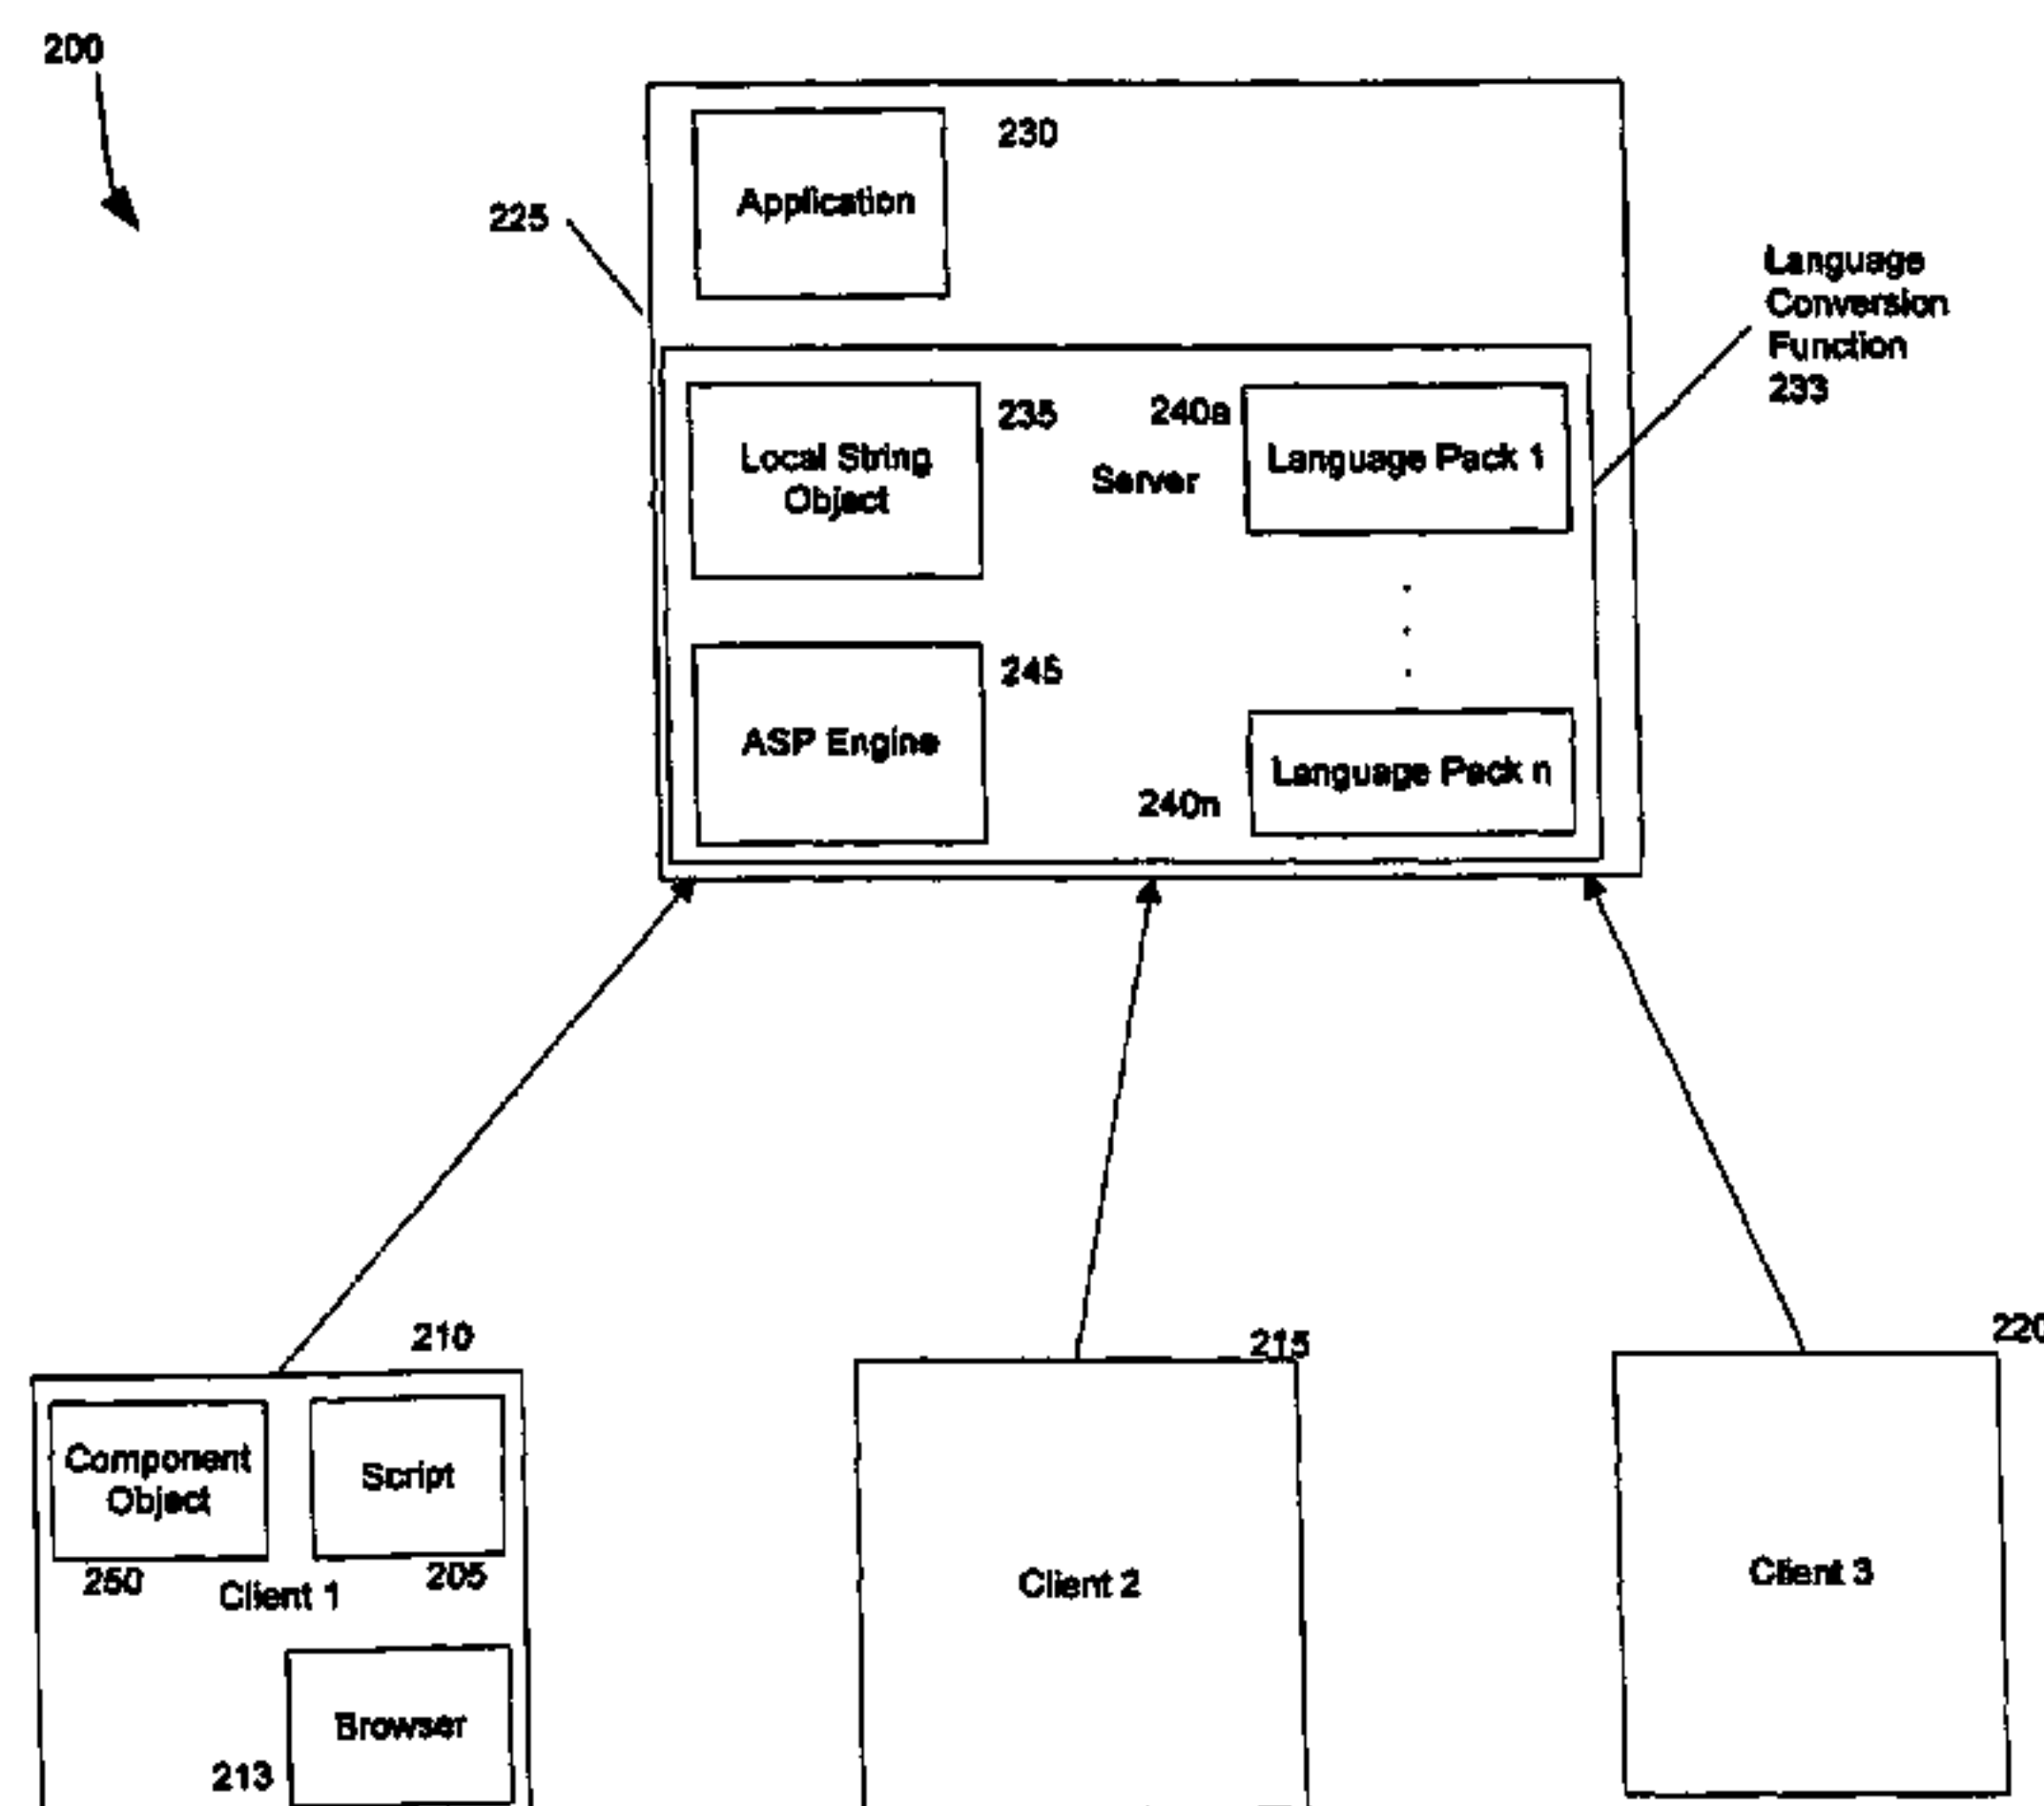 200
230
Application
225
Language
Conversion
Function
233
235
240a
Local String
Object
Server
Language Pack 1
245
ASP Engine
Language Pack n
240n
210
215
220
Component
Object
Script
250
205
Client 1
Client 2
Client 3
Browser
213